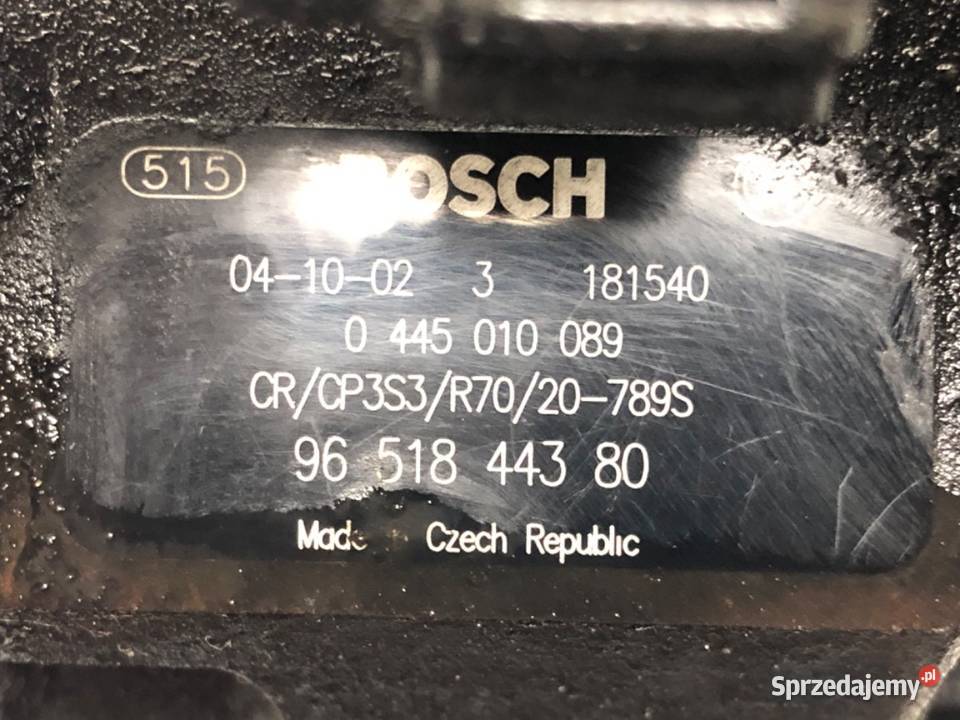 515
BOSCH
04-10-02 3 181540
0 445 010 089
CR/CP3S3/R70/20-789S
96 518 443 80
Made Czech Republic
Sprzedajemy.pl